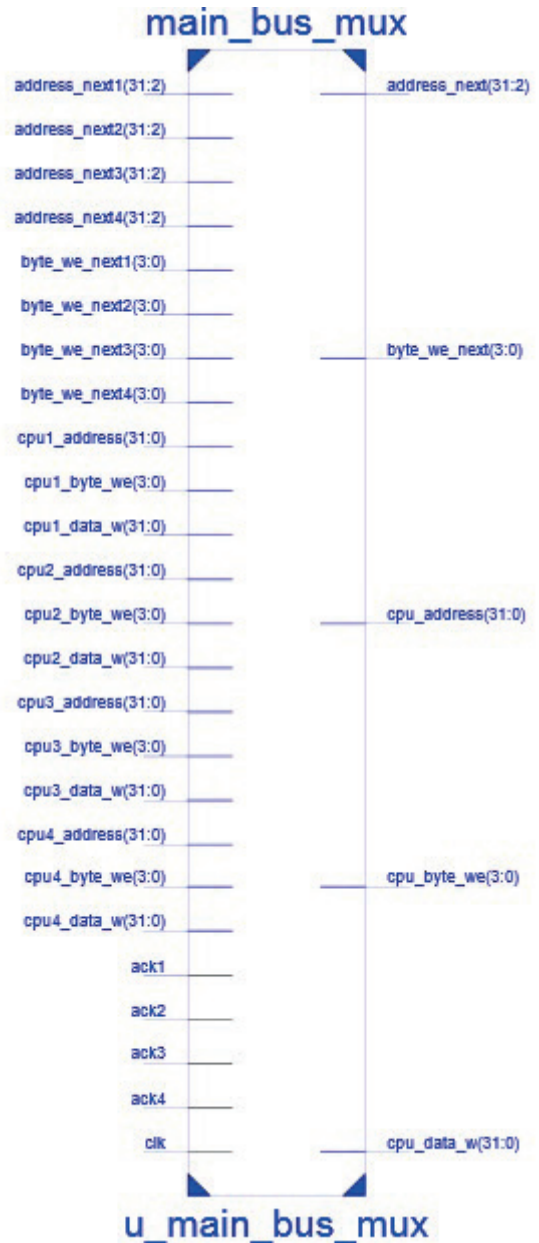 main_bus_mux
address_next1(31:2)
address_next(31:2)
address_next2(31:2)
address_next3(31:2)
address_next4(31:2)
byte_we_next1(3:0)
byte_we_next2(3:0)
byte_we_next3(3:0)
byte_we_next(3:0)
byte_we_next4(3:0)
cpu1_address(31:0)
cpu1_byte_we(3:0)
cpu1_data_w(31:0)
cpu2_address(31:0)
cpu2_byte_we(3:0)
cpu_address(31:0)
cpu2_data_w(31:0)
cpu3_address(31:0)
cpu3_byte_we(3:0)
cpu3_data_w(31:0)
cpu4_address(31:0)
cpu4_byte_we(3:0)
cpu_byte_we(3:0)
cpu4_data_w(31:0)
ack1
ack2
ack3
ack4
clk
cpu_data_w(31:0)
u_main_bus_mux